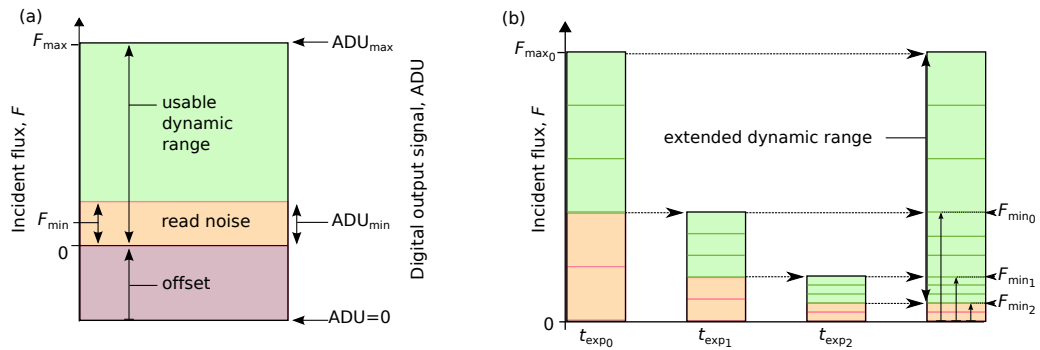 (a)
F_max
ADU_max
usable
dynamic
range
Incident flux, F
Digital output signal, ADU
F_min
read noise
ADU_min
0
offset
ADU=0
(b)
F_max₀
Incident flux, F
extended dynamic range
F_min₀
F_min₁
F_min₂
0
t_exp₀
t_exp₁
t_exp₂